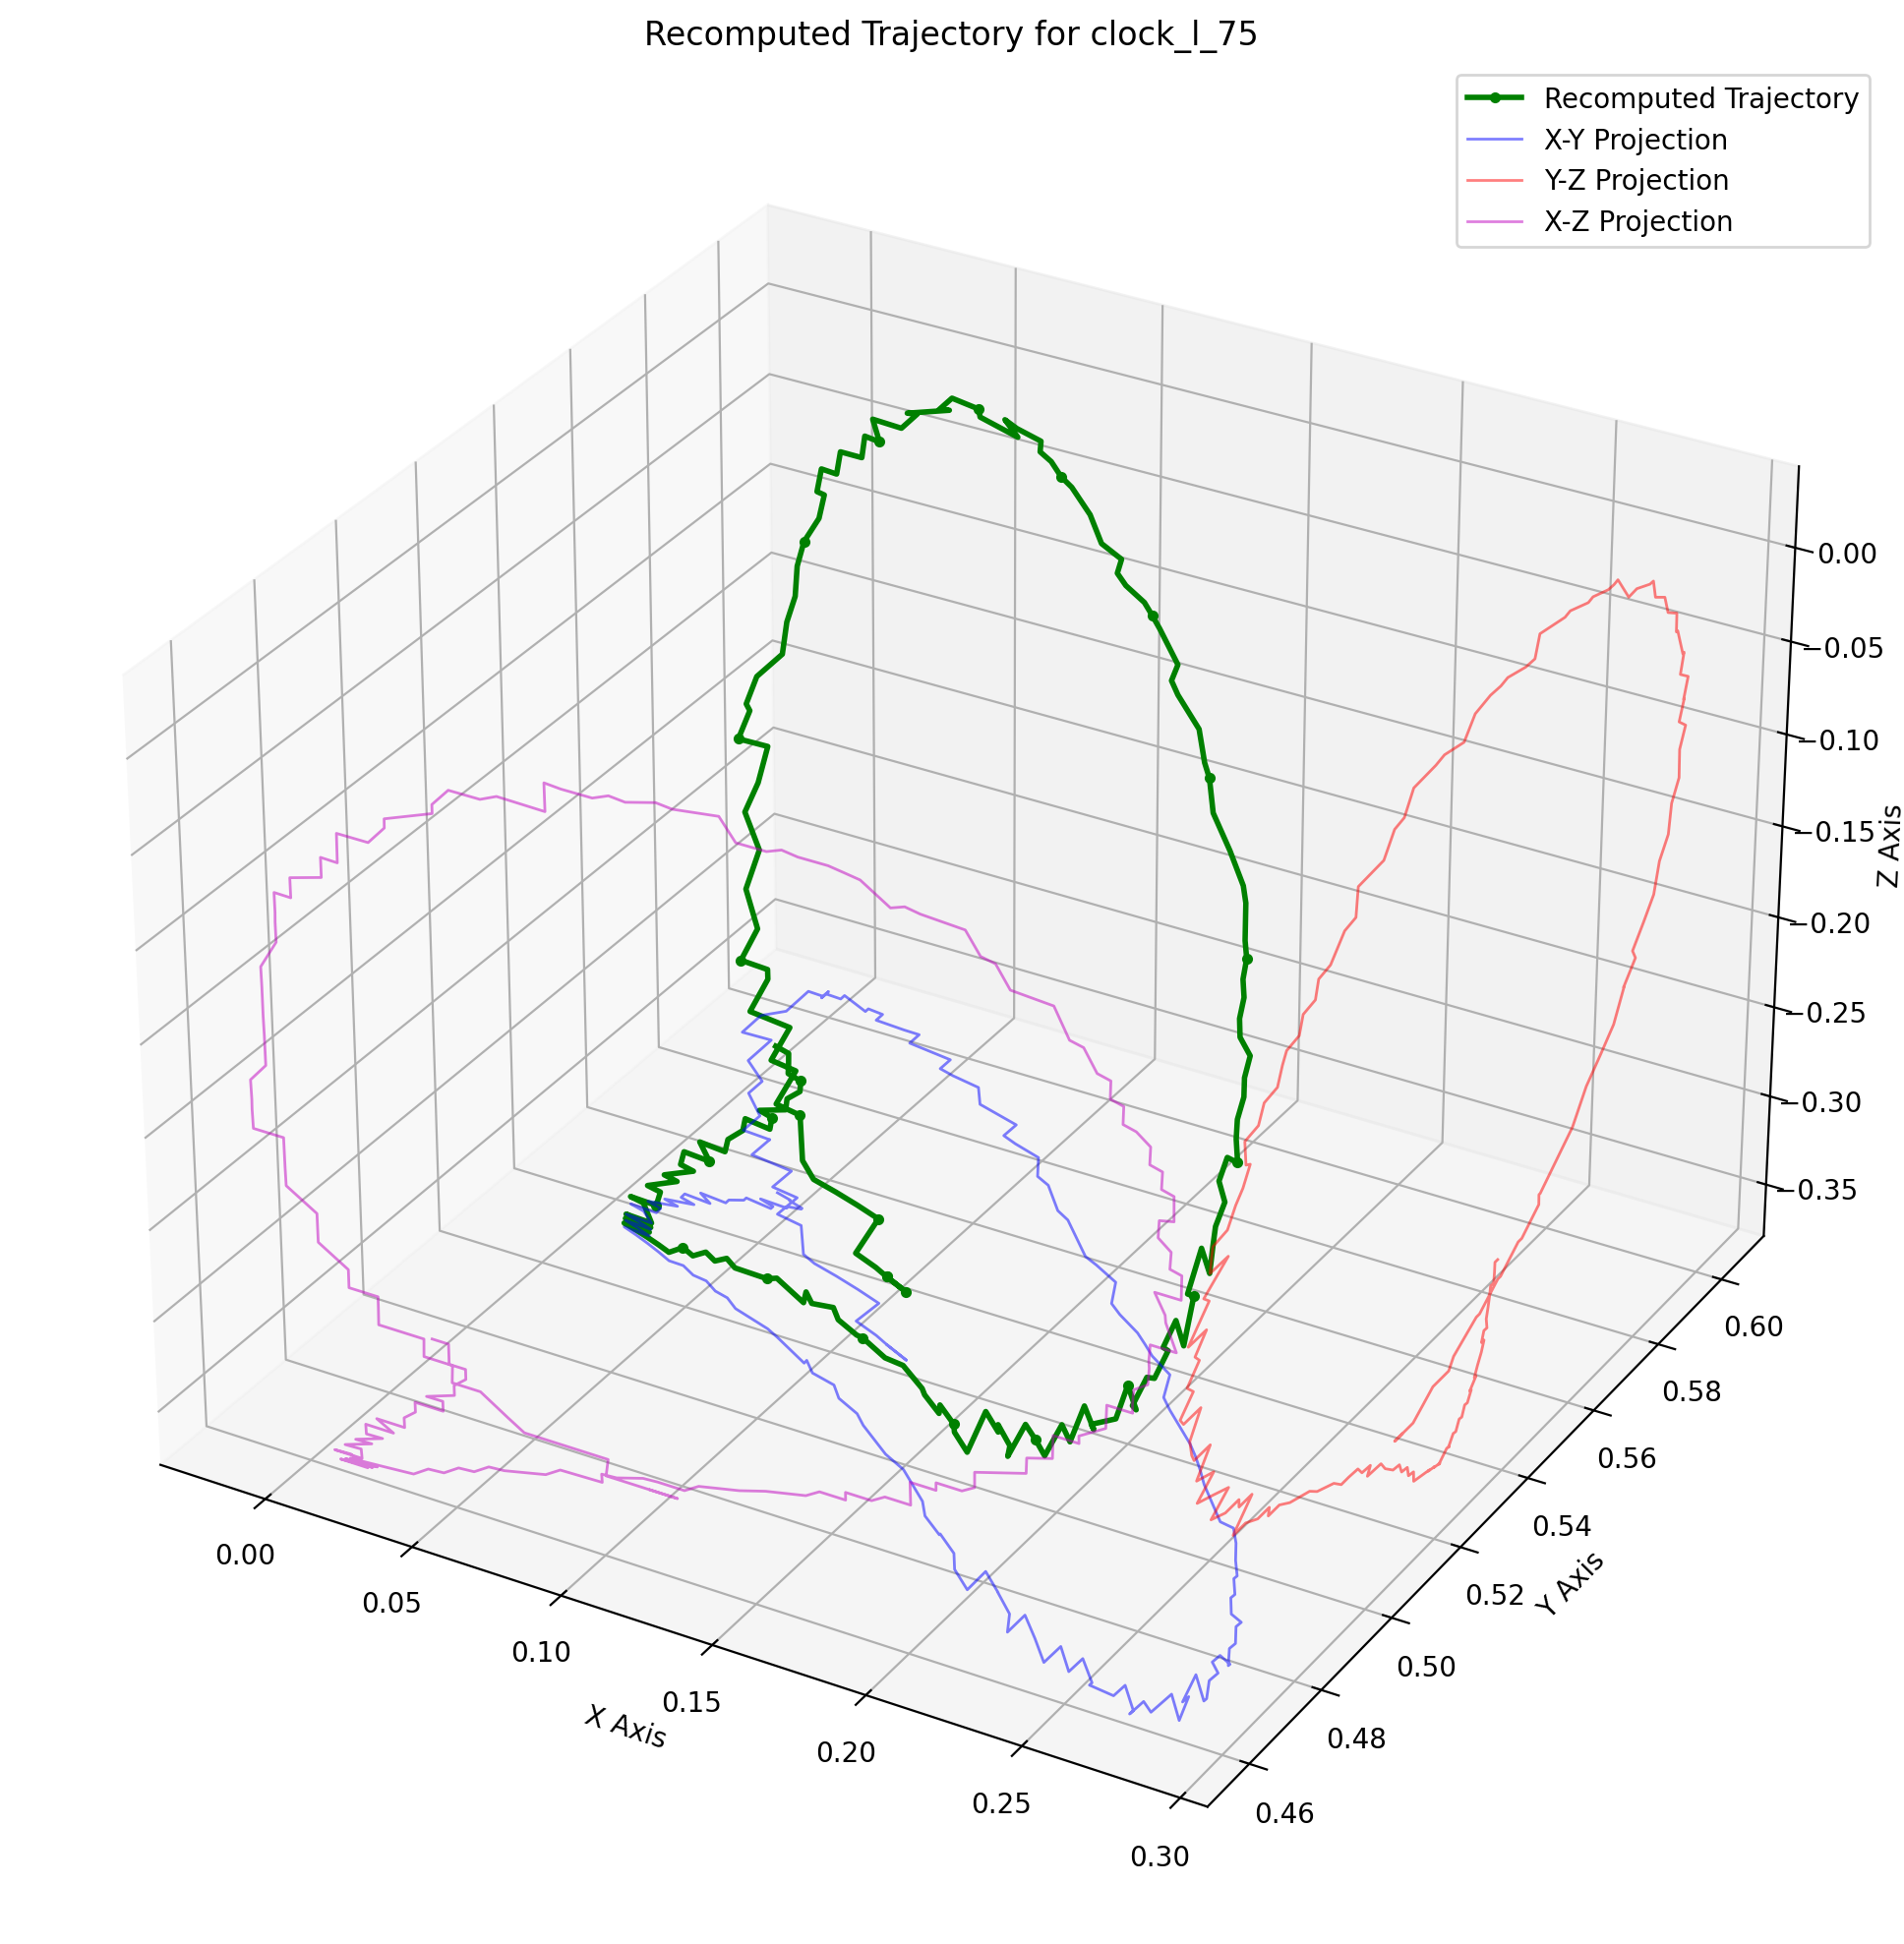 Recomputed Trajectory for clock_l_75
Recomputed Trajectory
X-Y Projection
Y-Z Projection
X-Z Projection
0.00
−0.05
−0.10
−0.15
−0.20
−0.25
−0.30
−0.35
Z Axis
0.60
0.58
0.56
0.54
0.52
0.50
0.48
0.46
Y Axis
0.00
0.05
0.10
0.15
0.20
0.25
0.30
X Axis